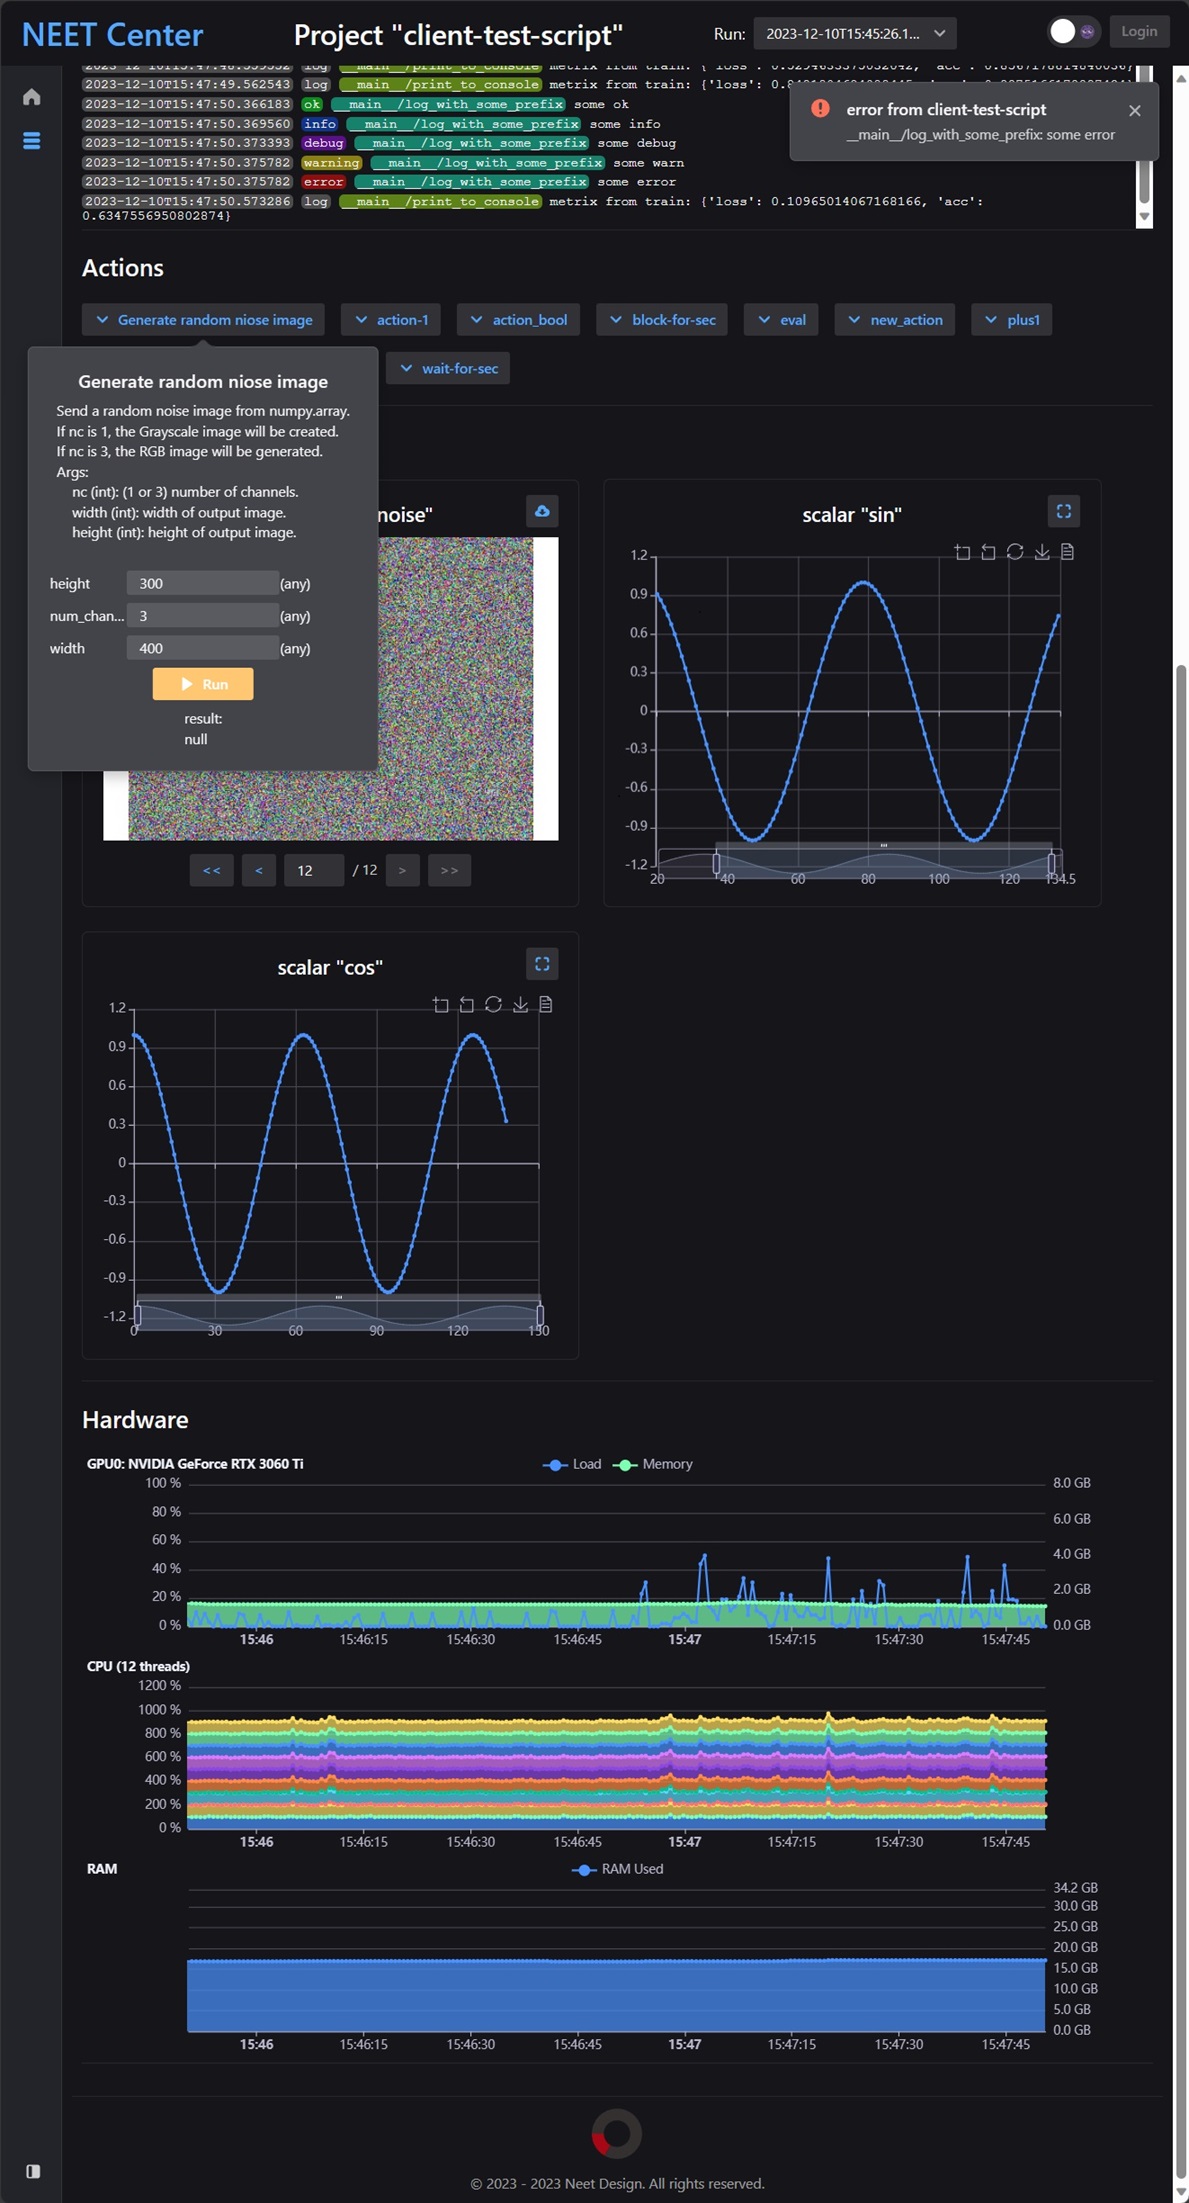 NEET Center
Project "client-test-script"
Run: 2023-12-10T15:45:26.1...
Login
2023-12-10T15:47:49.562543 log __main__/print_to_console metrix from train: {'loss':
2023-12-10T15:47:50.366183 ok __main__/log_with_some_prefix some ok
2023-12-10T15:47:50.369560 info __main__/log_with_some_prefix some info
2023-12-10T15:47:50.373393 debug __main__/log_with_some_prefix some debug
2023-12-10T15:47:50.375782 warning __main__/log_with_some_prefix some warn
2023-12-10T15:47:50.375782 error __main__/log_with_some_prefix some error
2023-12-10T15:47:50.573286 log __main__/print_to_console metrix from train: {'loss': 0.10965014067168166, 'acc':
0.6347556950802874}
error from client-test-script
__main__/log_with_some_prefix: some error
Actions
Generate random niose image
action-1
action_bool
block-for-sec
eval
new_action
plus1
wait-for-sec
Generate random niose image
Send a random noise image from numpy.array.
If nc is 1, the Grayscale image will be created.
If nc is 3, the RGB image will be generated.
Args:
nc (int): (1 or 3) number of channels.
width (int): width of output image.
height (int): height of output image.
height 300 (any)
num_chan... 3 (any)
width 400 (any)
Run
result:
null
noise"
<< < 12 / 12 > >>
scalar "sin"
1.2
0.9
0.6
0.3
0
-0.3
-0.6
-0.9
-1.2
20 40 60 80 100 120 134.5
scalar "cos"
1.2
0.9
0.6
0.3
0
-0.3
-0.6
-0.9
-1.2
0 30 60 90 120 150
Hardware
GPU0: NVIDIA GeForce RTX 3060 Ti
Load Memory
100 % 8.0 GB
80 % 6.0 GB
60 %
40 % 4.0 GB
20 % 2.0 GB
0 % 0.0 GB
15:46 15:46:15 15:46:30 15:46:45 15:47 15:47:15 15:47:30 15:47:45
CPU (12 threads)
1200 %
1000 %
800 %
600 %
400 %
200 %
0 %
15:46 15:46:15 15:46:30 15:46:45 15:47 15:47:15 15:47:30 15:47:45
RAM
RAM Used
34.2 GB
30.0 GB
25.0 GB
20.0 GB
15.0 GB
10.0 GB
5.0 GB
0.0 GB
15:46 15:46:15 15:46:30 15:46:45 15:47 15:47:15 15:47:30 15:47:45
© 2023 - 2023 Neet Design. All rights reserved.